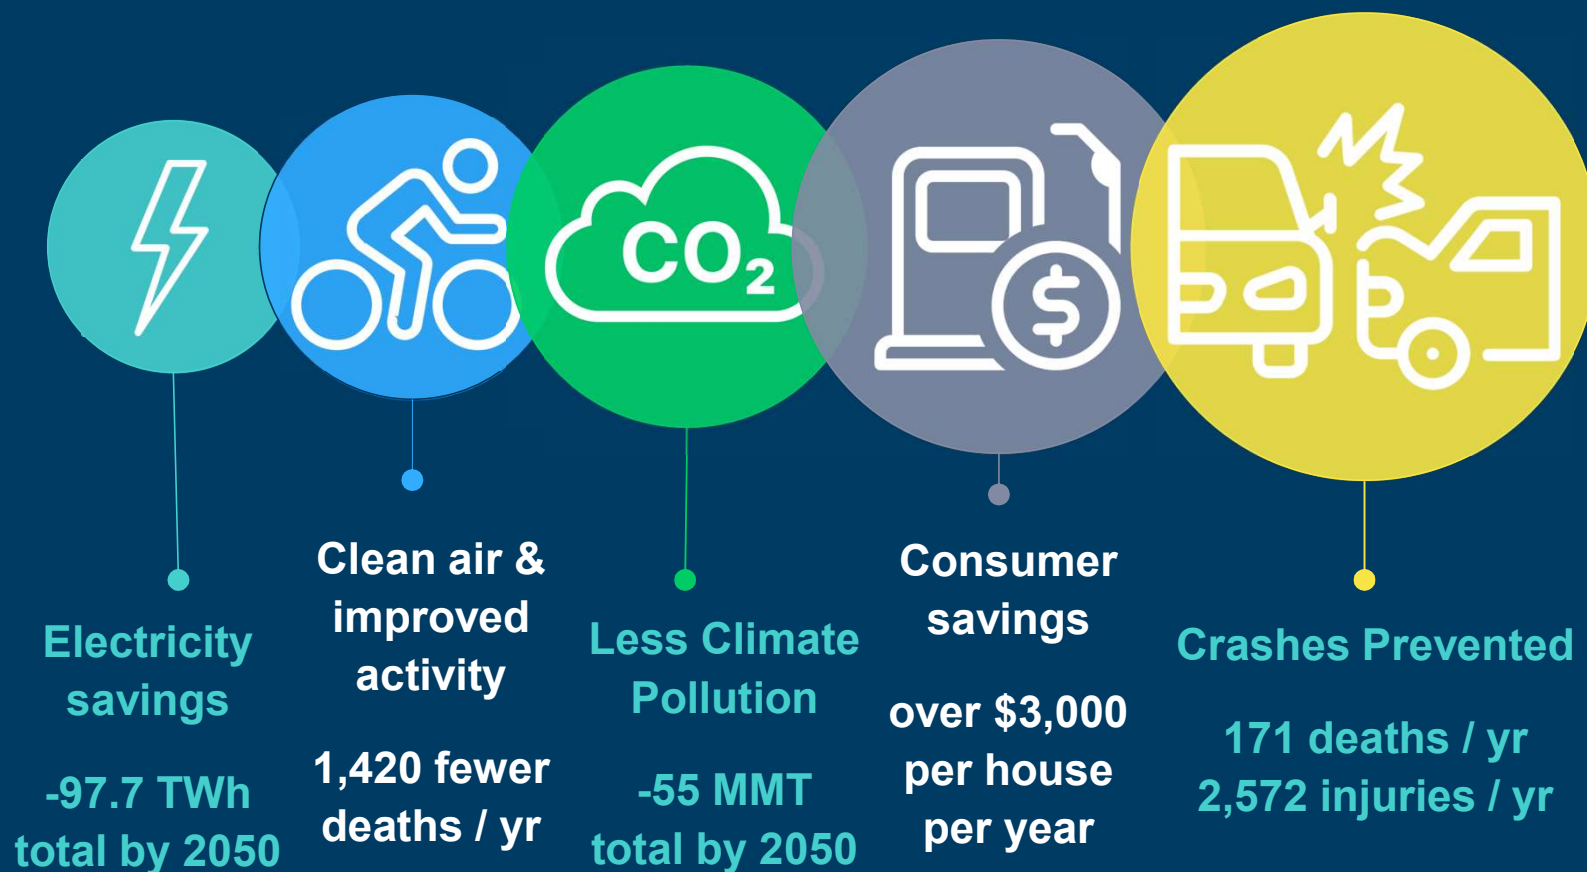 CO₂
$
Electricity
savings
-97.7 TWh
total by 2050
Clean air &
improved
activity
1,420 fewer
deaths / yr
Less Climate
Pollution
-55 MMT
total by 2050
Consumer
savings
over $3,000
per house
per year
Crashes Prevented
171 deaths / yr
2,572 injuries / yr